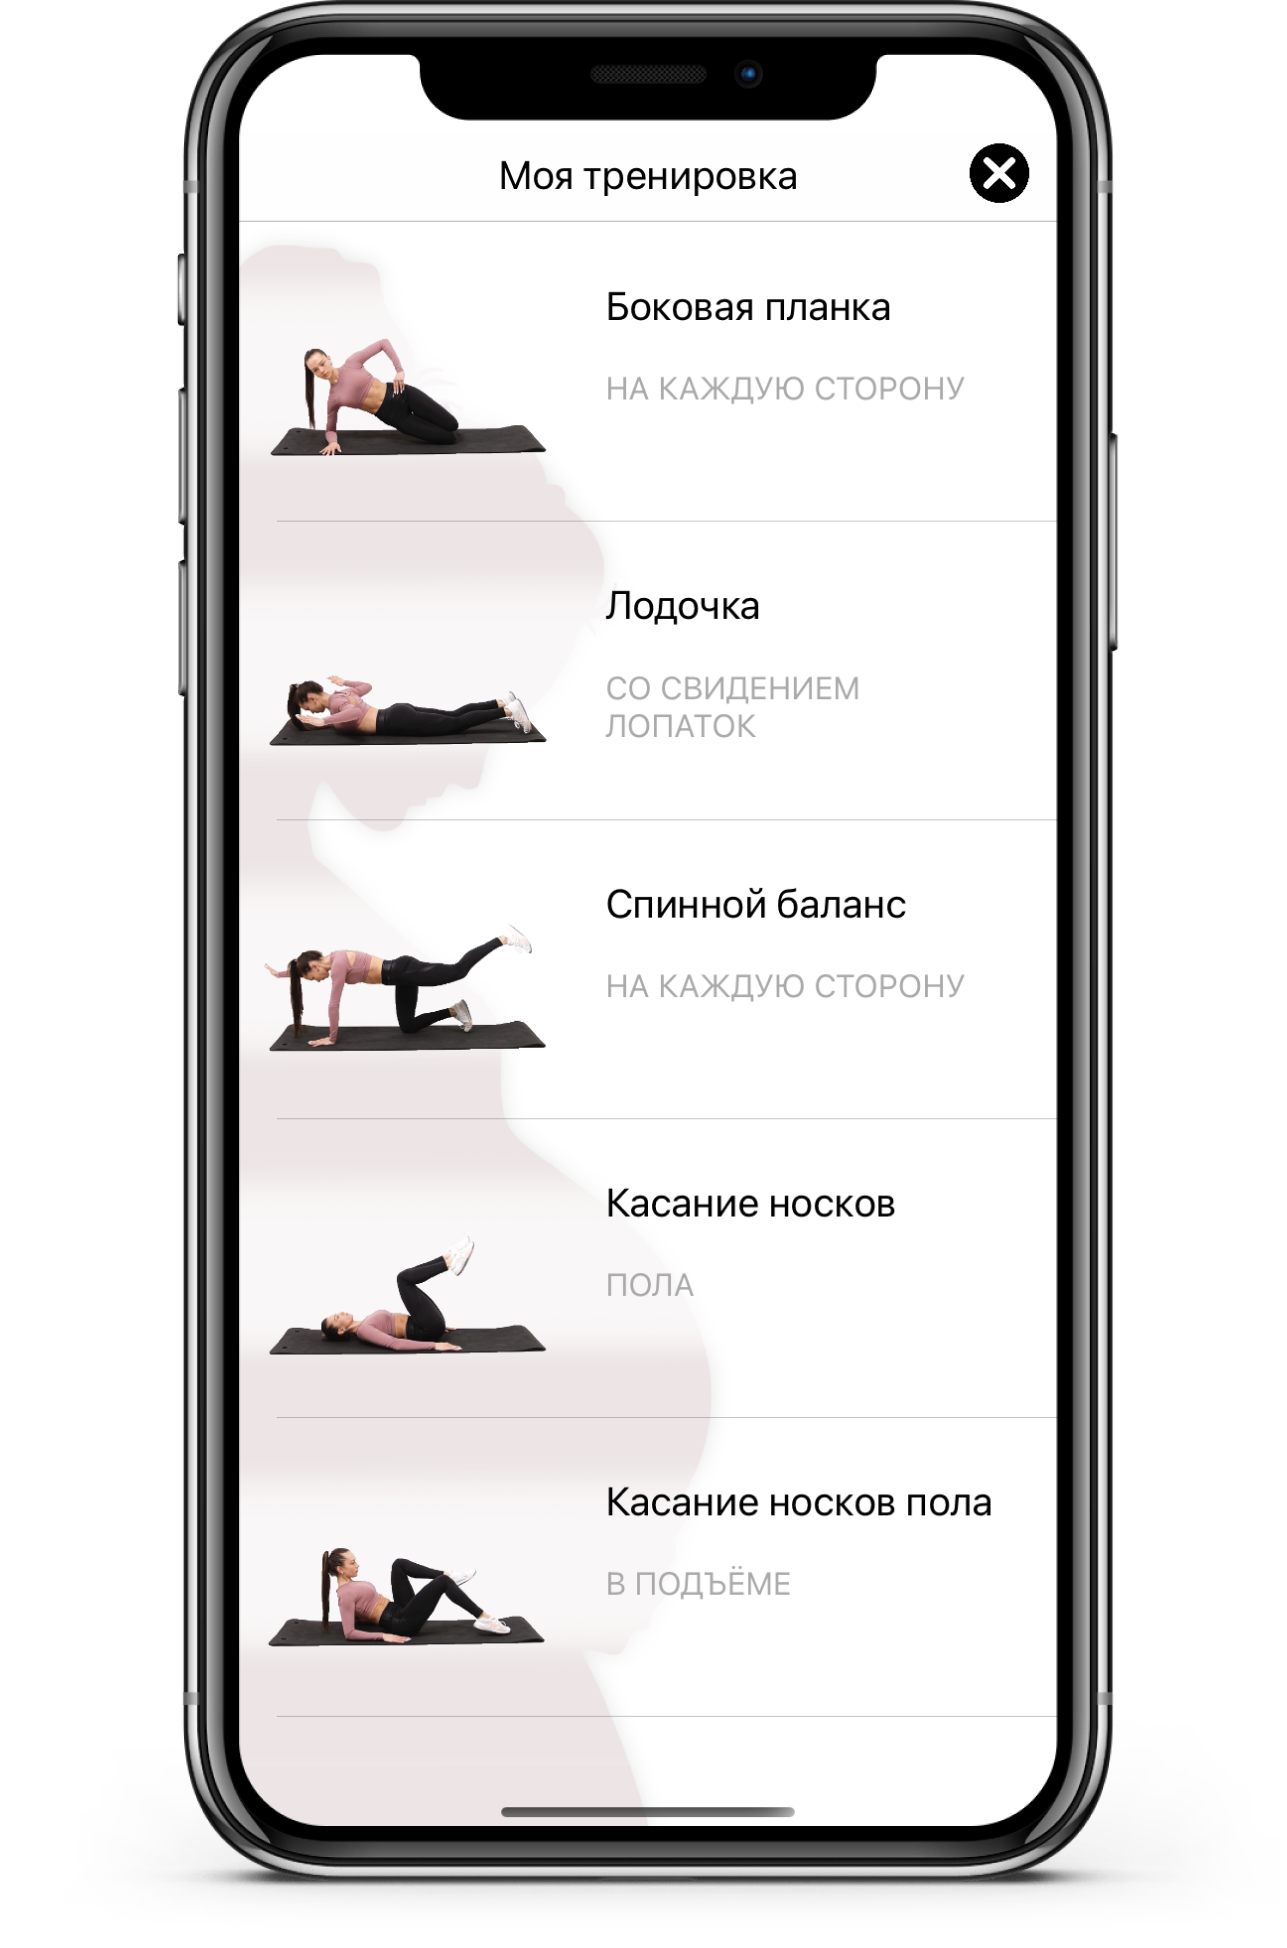 Моя тренировка
Боковая планка
НА КАЖДУЮ СТОРОНУ
Лодочка
СО СВИДЕНИЕМ
ЛОПАТОК
Спинной баланс
НА КАЖДУЮ СТОРОНУ
Касание носков
ПОЛА
Касание носков пола
В ПОДЪЁМЕ